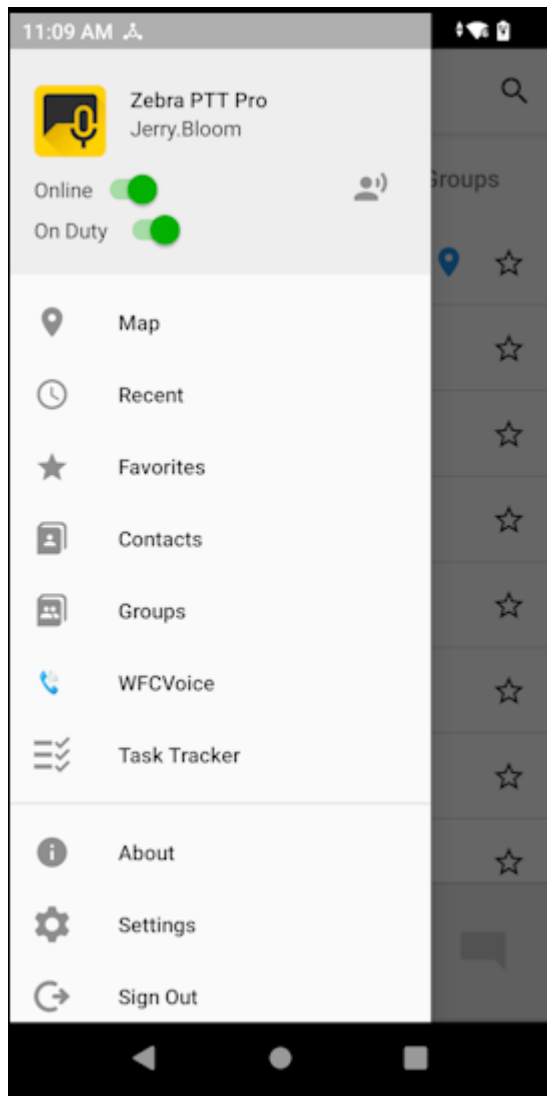 11:09 AM
Zebra PTT Pro
Jerry.Bloom
Online
Groups
On Duty
Map
Recent
Favorites
Contacts
Groups
WFCVoice
Task Tracker
About
Settings
Sign Out